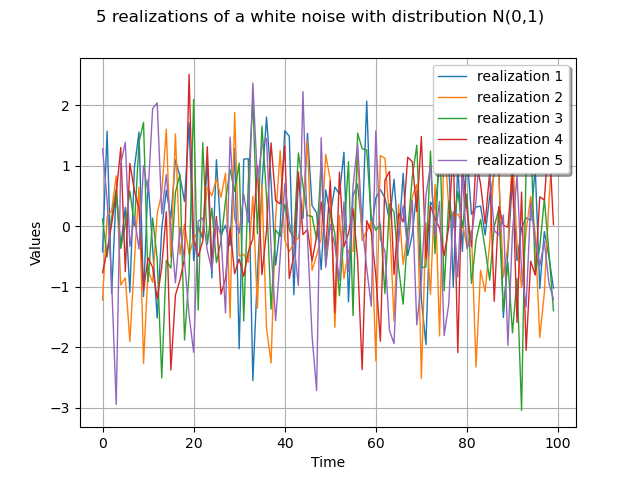 5 realizations of a white noise with distribution N(0,1)
realization 1
realization 2
realization 3
realization 4
realization 5
Values
2
1
0
−1
−2
−3
0 20 40 60 80 100
Time